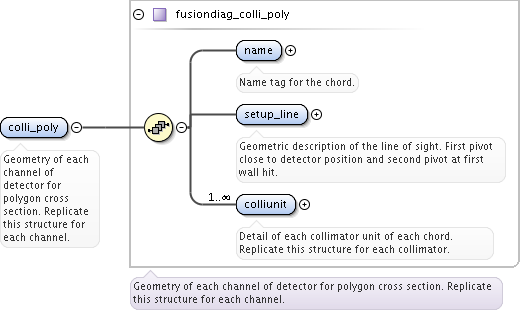 fusiondiag_colli_poly
name
Name tag for the chord.
setup_line
Geometric description of the line of sight. First pivot
close to detector position and second pivot at first
wall hit.
colli_poly
Geometry of each
channel of
detector for
polygon cross
section. Replicate
this structure for
each channel.
1..∞
colliunit
Detail of each collimator unit of each chord.
Replicate this structure for each collimator.
Geometry of each channel of detector for polygon cross section. Replicate
this structure for each channel.